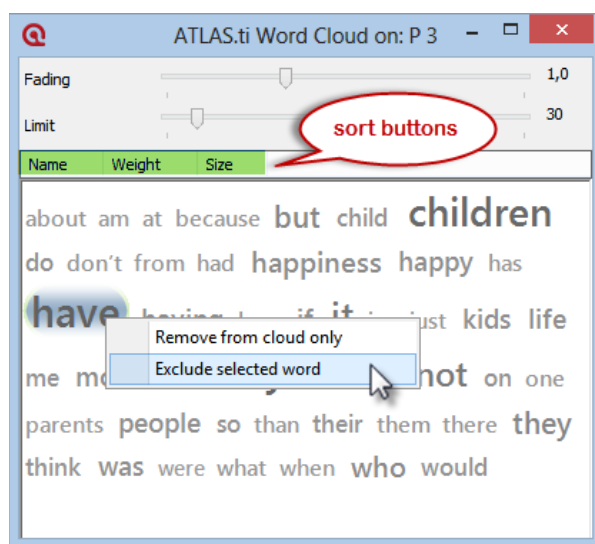 ATLAS.ti Word Cloud on: P 3
Fading 1,0
Limit 30
sort buttons
Name Weight Size
about am at because but child children
do don't from had happiness happy has
have having if it just kids life
Remove from cloud only
Exclude selected word
me not on one
parents people so than their them there they
think was were what when who would